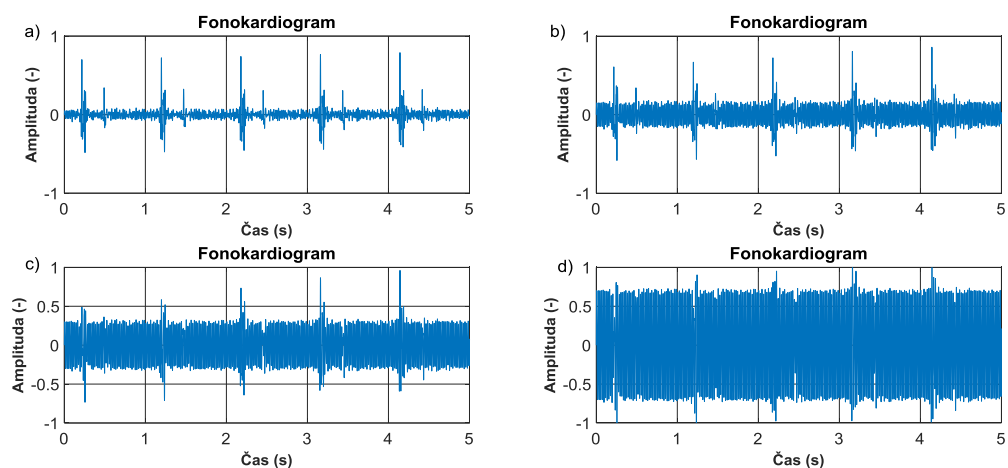 a)
Fonokardiogram
Amplituda (-)
1
0
-1
0 1 2 3 4 5
Čas (s)
b)
Fonokardiogram
Amplituda (-)
1
0
-1
0 1 2 3 4 5
Čas (s)
c)
Fonokardiogram
Amplituda (-)
1
0.5
0
-0.5
-1
0 1 2 3 4 5
Čas (s)
d)
Fonokardiogram
Amplituda (-)
1
0.5
0
-0.5
-1
0 1 2 3 4 5
Čas (s)